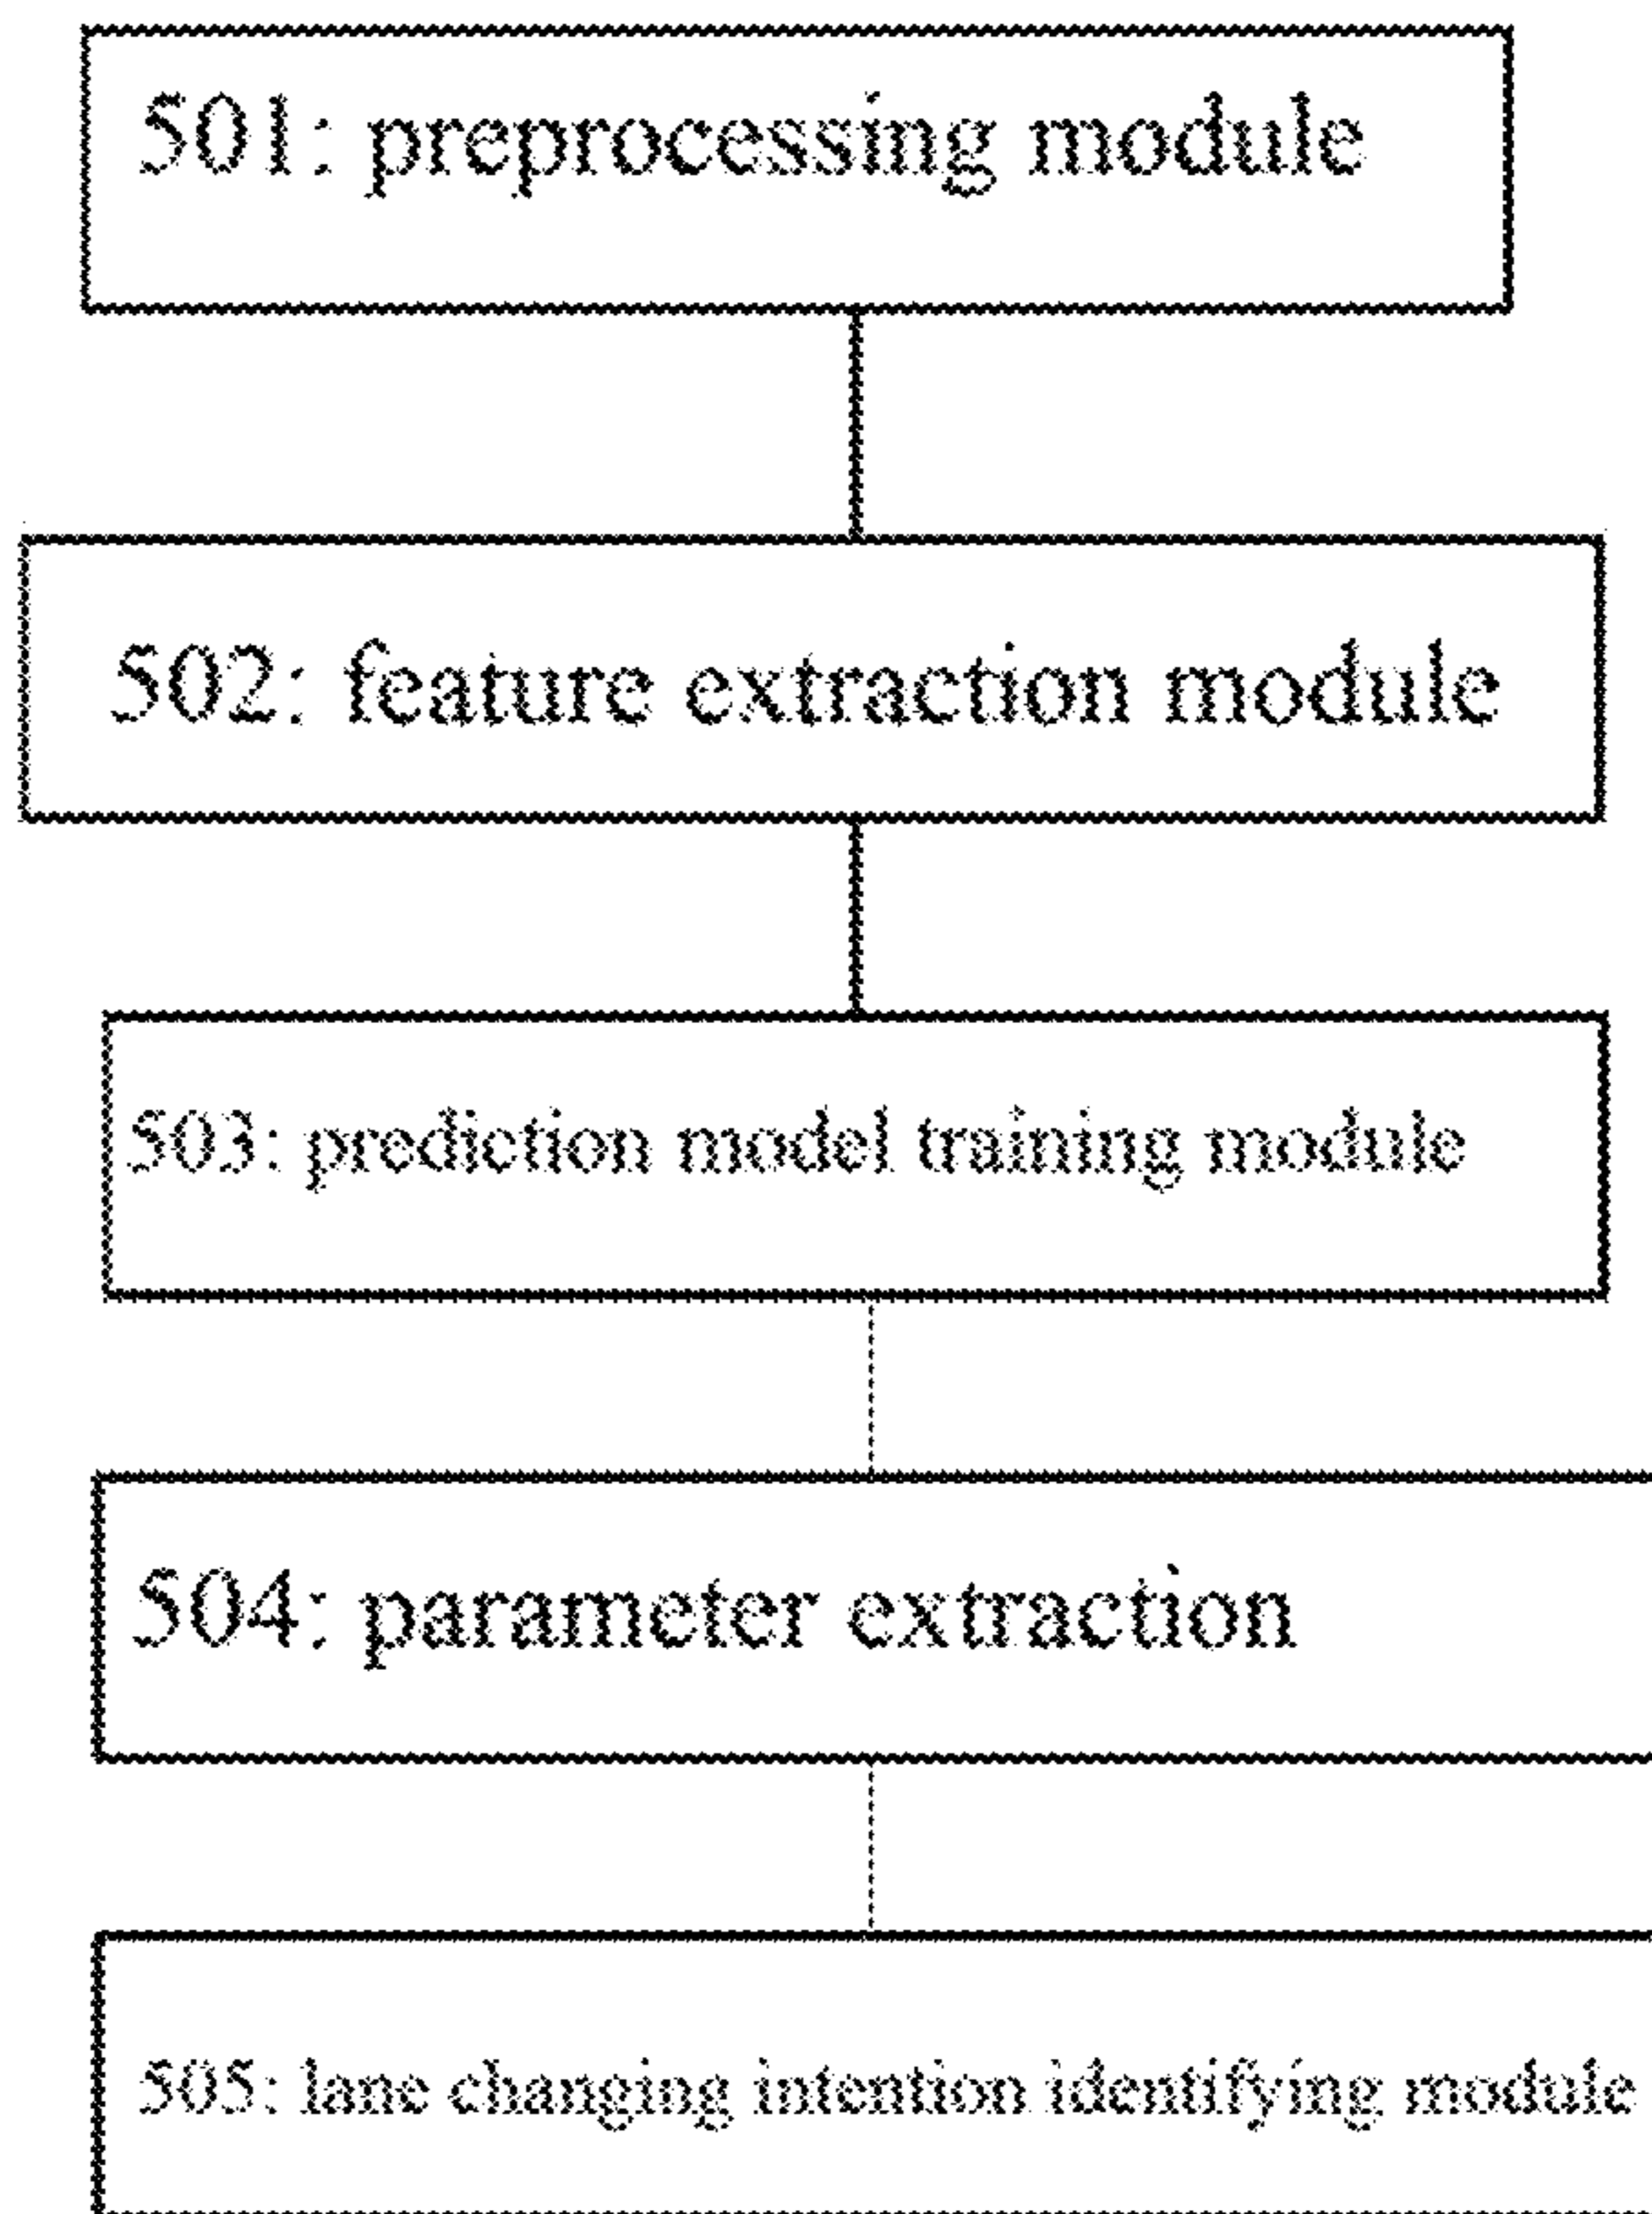 501: preprocessing module
502: feature extraction module
503: prediction model training module
504: parameter extraction
505: lane changing intention identifying module